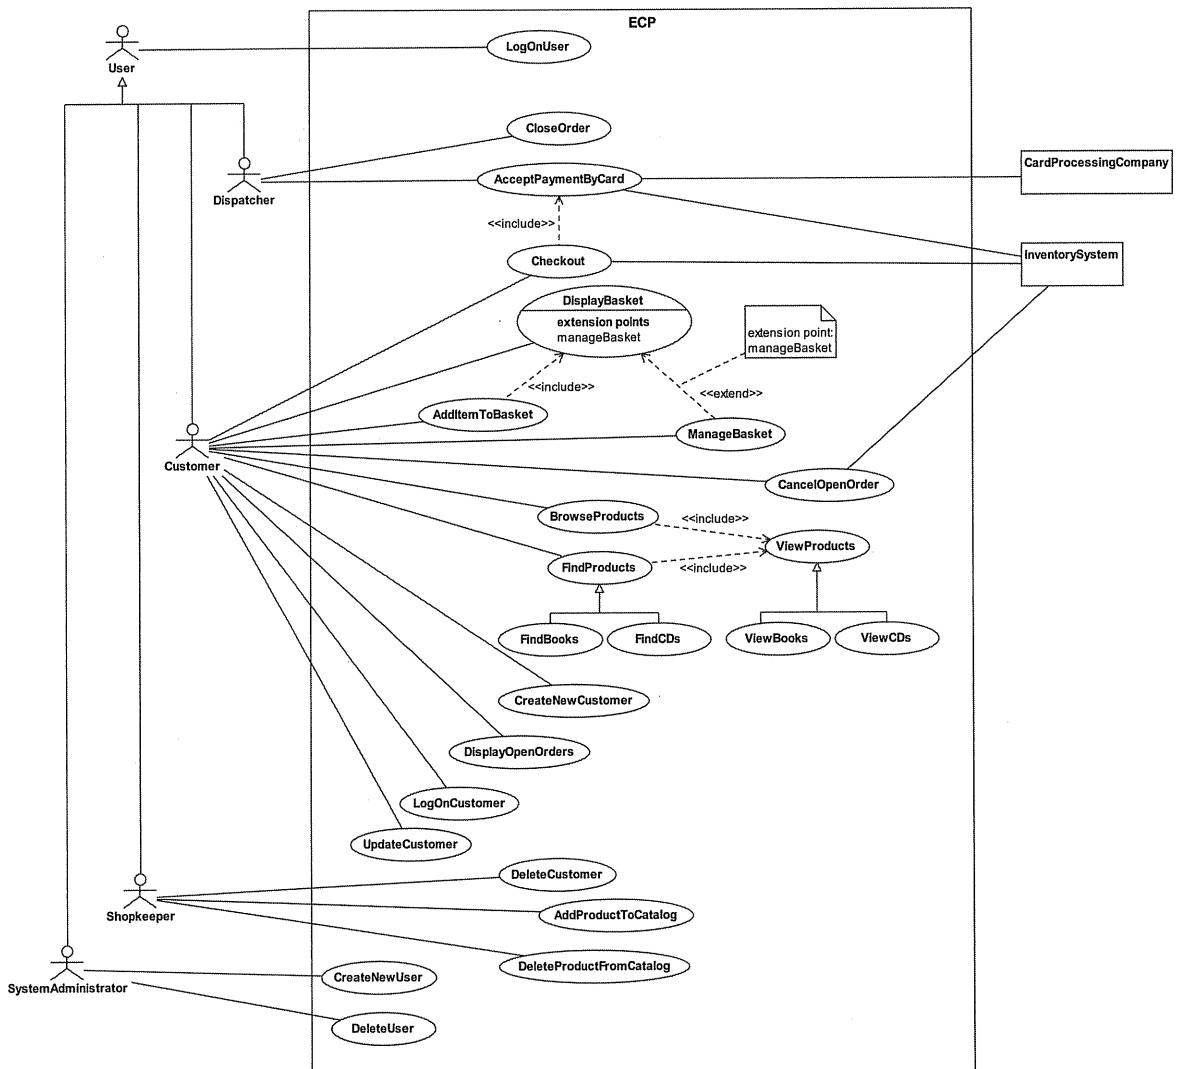 ECP
LogOnUser
User
CloseOrder
CardProcessingCompany
AcceptPaymentByCard
Dispatcher
<<include>>
InventorySystem
Checkout
DisplayBasket
extension points
manageBasket
extension point:
manageBasket
<<include>>
<<extend>>
AddItemToBasket
ManageBasket
Customer
CancelOpenOrder
BrowseProducts
<<include>>
ViewProducts
FindProducts
<<include>>
FindBooks
FindCDs
ViewBooks
ViewCDs
CreateNewCustomer
DisplayOpenOrders
LogOnCustomer
UpdateCustomer
DeleteCustomer
Shopkeeper
AddProductToCatalog
DeleteProductFromCatalog
CreateNewUser
SystemAdministrator
DeleteUser